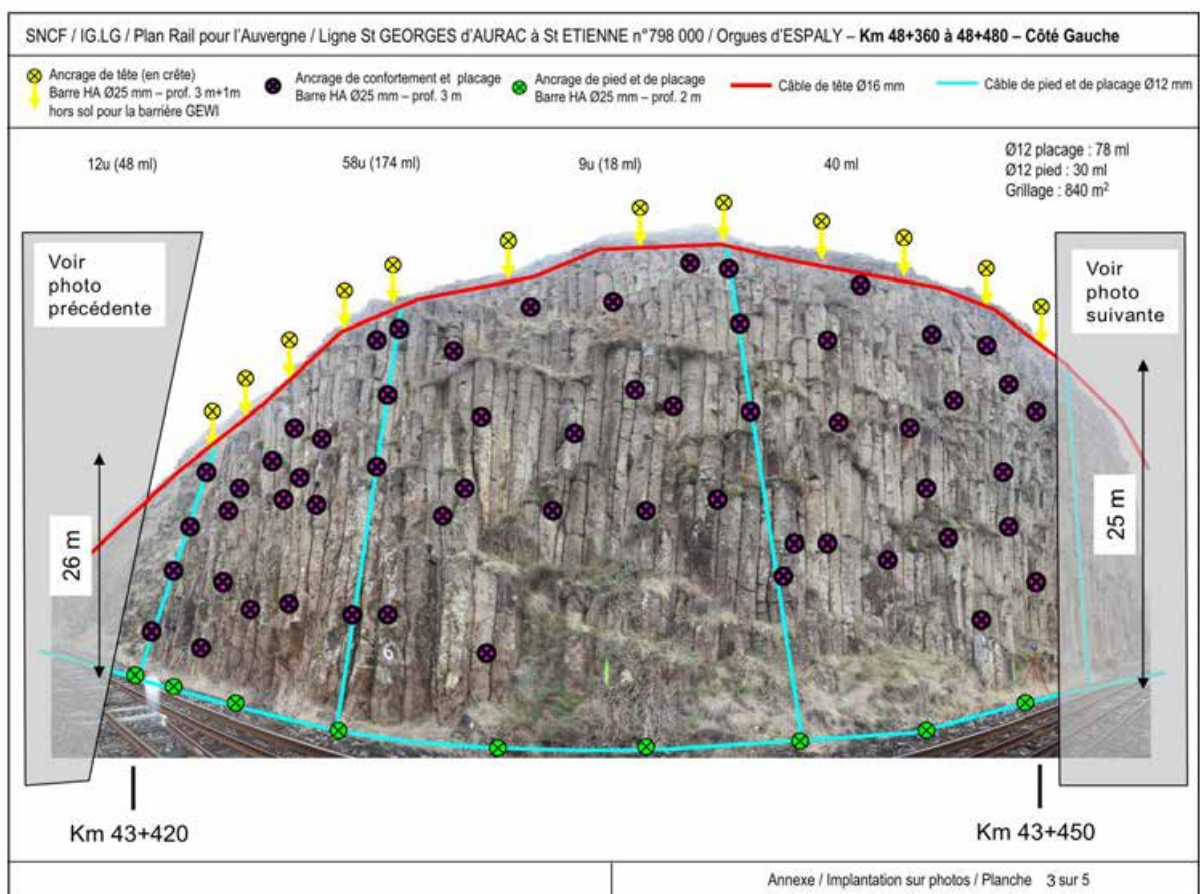 SNCF / IG.LG / Plan Rail pour l'Auvergne / Ligne St GEORGES d'AURAC à St ETIENNE n°798 000 / Orgues d'ESPALY – Km 48+360 à 48+480 – Côté Gauche
Ancrage de tête (en crête)
Barre HA Ø25 mm – prof. 3 m+1m
hors sol pour la barrière GEWI
Ancrage de confortement et placage
Barre HA Ø25 mm – prof. 3 m
Ancrage de pied et de placage
Barre HA Ø25 mm – prof. 2 m
Câble de tête Ø16 mm
Câble de pied et de placage Ø12 mm
12u (48 ml)
58u (174 ml)
9u (18 ml)
40 ml
Ø12 placage : 78 ml
Ø12 pied : 30 ml
Grillage : 840 m²
Voir
photo
précédente
Voir
photo
suivante
26 m
25 m
6
Km 43+420
Km 43+450
Annexe / Implantation sur photos / Planche 3 sur 5